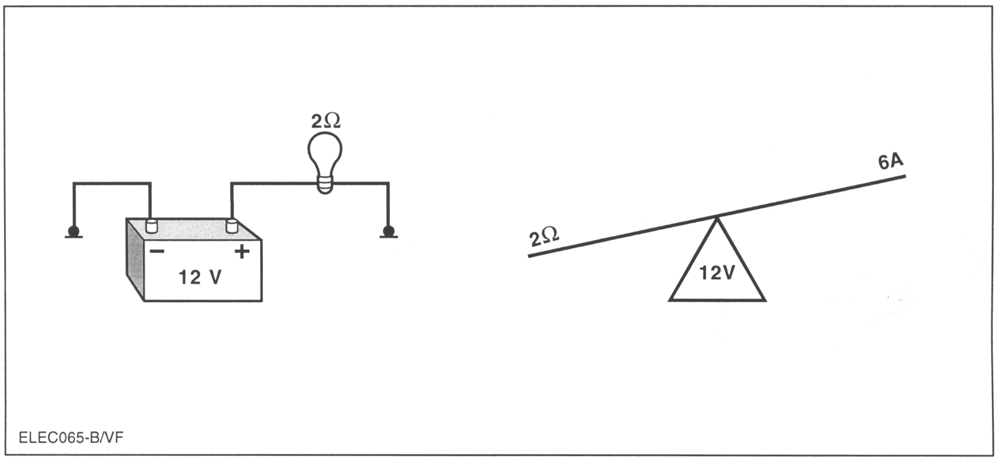 2Ω
− +
12 V
6A
2Ω
12V
ELEC065-B/VF